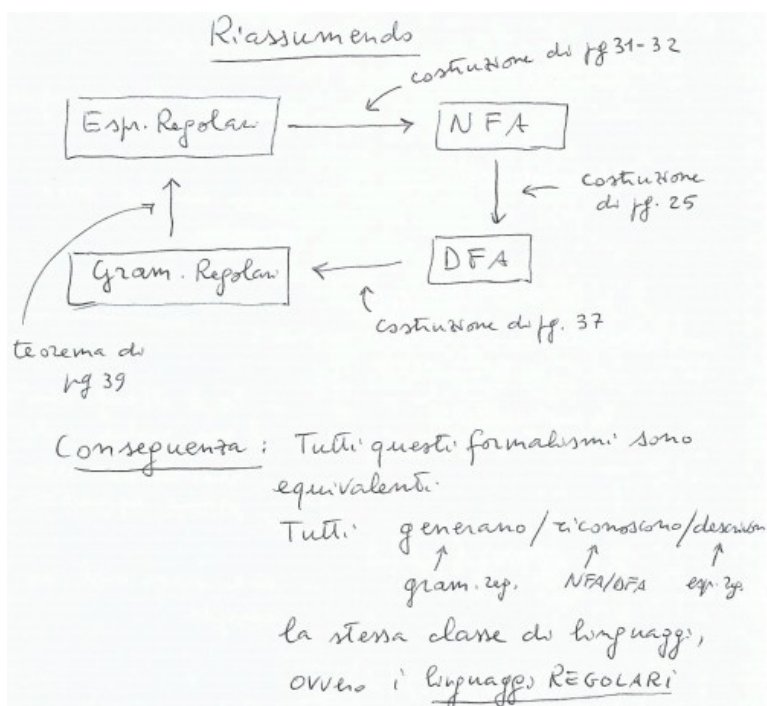 Riassumendo
costruzione di pg 31-32
Espr. Regolari
NFA
costruzione
di pg. 25
Gram. Regolari
DFA
costruzione di pg. 37
teorema di
pg 39
Conseguenza: Tutti questi formalismi sono
equivalenti.
Tutti generano/riconoscono/descrivono
gram. reg. NFA/DFA espr. reg.
la stessa classe di linguaggi,
ovvero i linguaggi REGOLARI